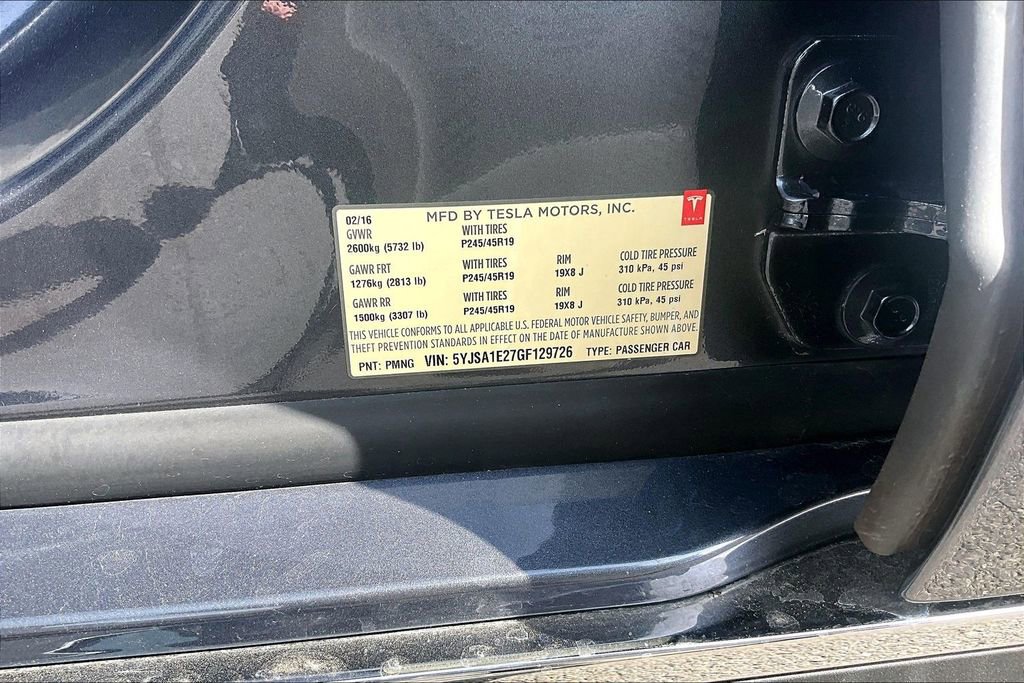 02/16 MFD BY TESLA MOTORS, INC.
TESLA
GVWR WITH TIRES
2600kg (5732 lb) P245/45R19
GAWR FRT WITH TIRES RIM COLD TIRE PRESSURE
1276kg (2813 lb) P245/45R19 19X8 J 310 kPa, 45 psi
GAWR RR WITH TIRES RIM COLD TIRE PRESSURE
1500kg (3307 lb) P245/45R19 19X8 J 310 kPa, 45 psi
THIS VEHICLE CONFORMS TO ALL APPLICABLE U.S. FEDERAL MOTOR VEHICLE SAFETY, BUMPER, AND
THEFT PREVENTION STANDARDS IN EFFECT ON THE DATE OF MANUFACTURE SHOWN ABOVE.
PNT: PMNG VIN: 5YJSA1E27GF129726 TYPE: PASSENGER CAR